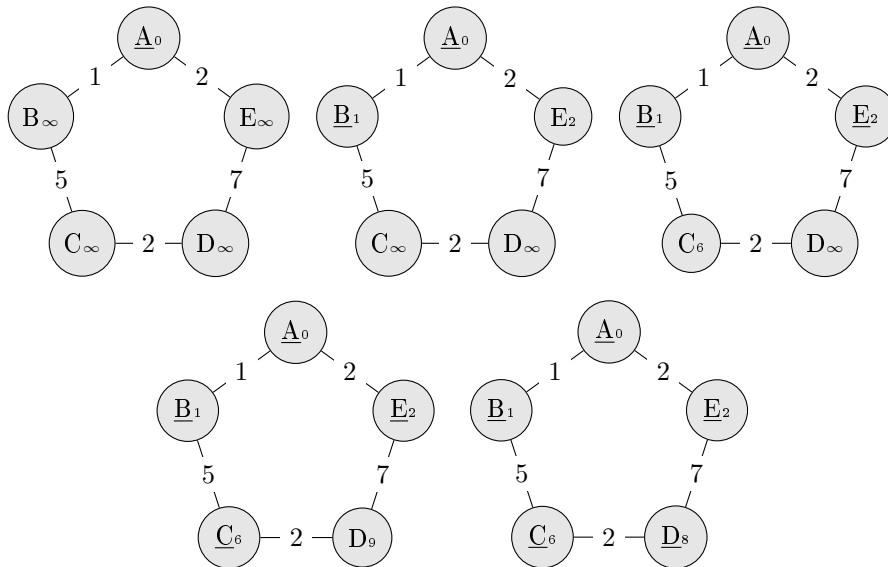 A0 A0 A0
1 2 1 2 1 2
B∞ E∞ B1 E2 B1 E2
5 7 5 7 5 7
C∞ 2 D∞ C∞ 2 D∞ C6 2 D∞
A0 A0
1 2 1 2
B1 E2 B1 E2
5 7 5 7
C6 2 D9 C6 2 D8